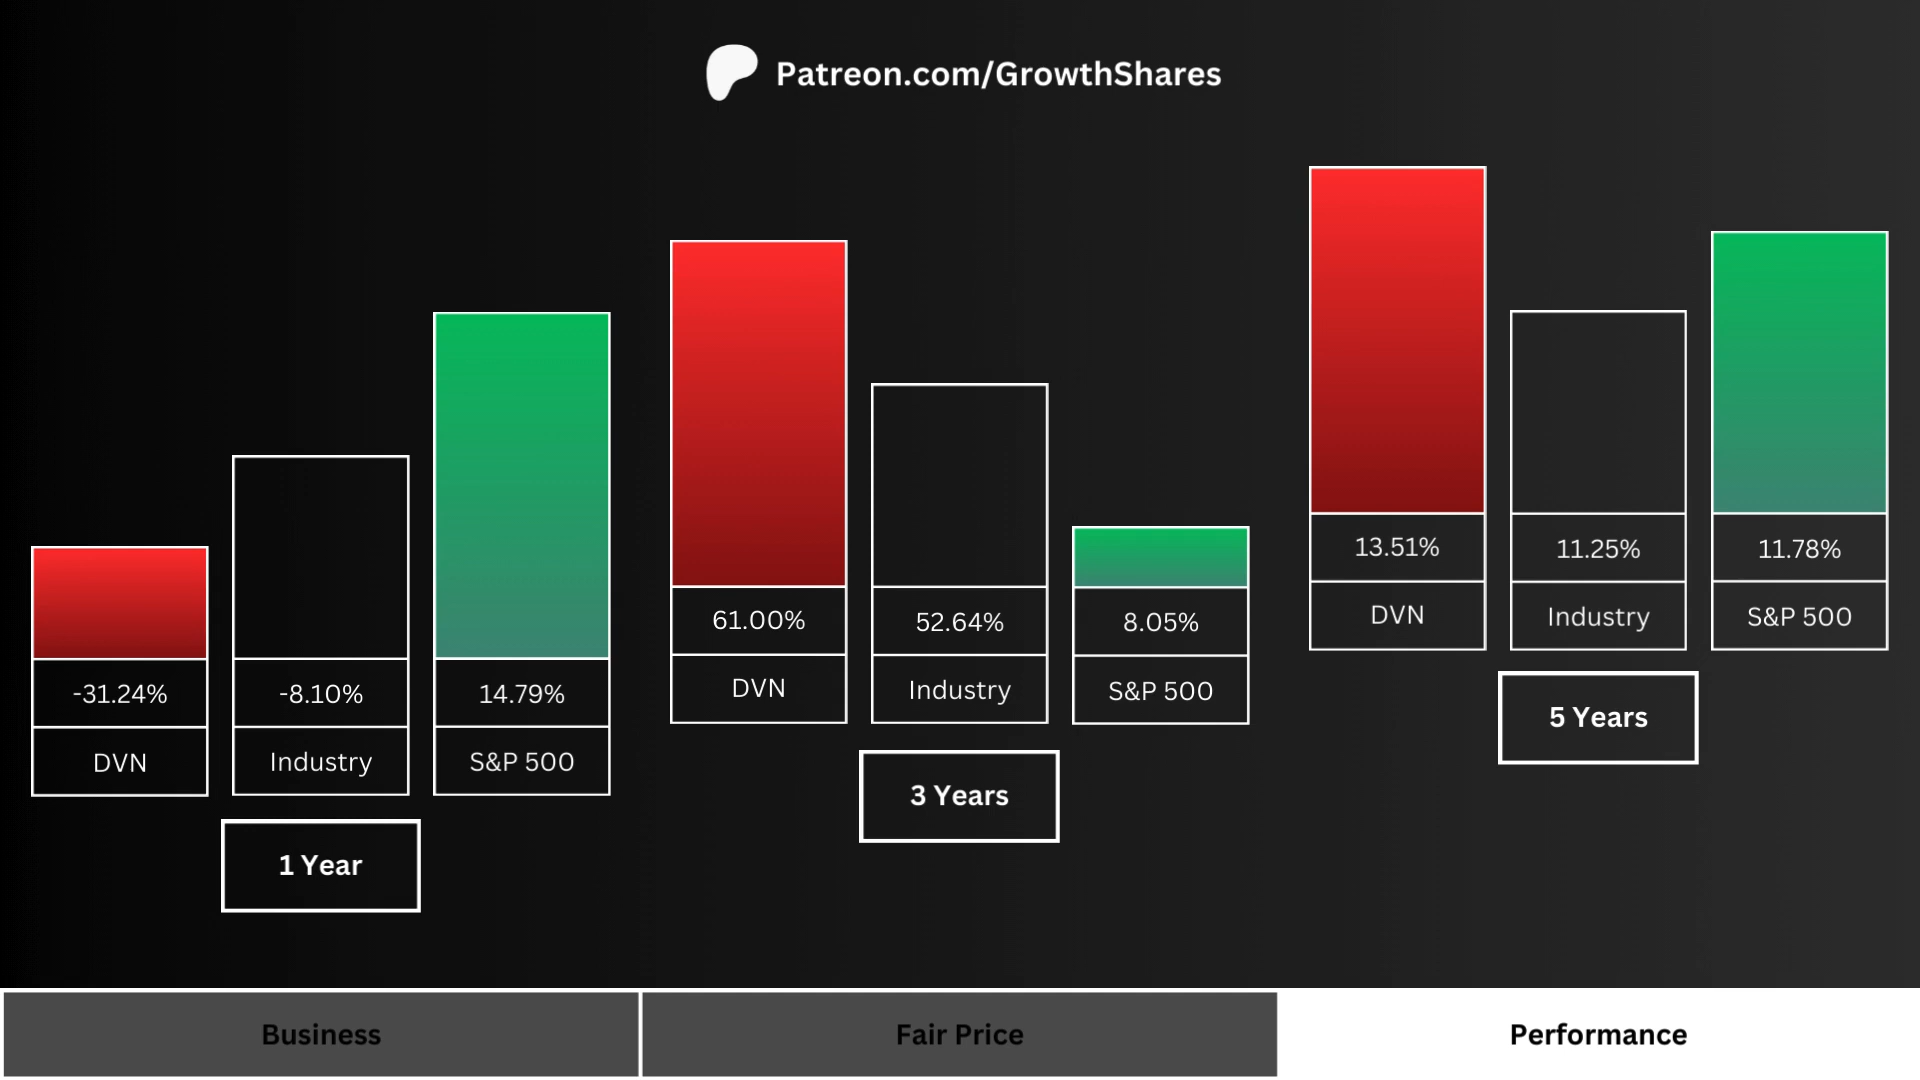 Patreon.com/GrowthShares
-31.24%
-8.10%
14.79%
DVN
Industry
S&P 500
1 Year
61.00%
52.64%
8.05%
DVN
Industry
S&P 500
3 Years
13.51%
11.25%
11.78%
DVN
Industry
S&P 500
5 Years
Business
Fair Price
Performance